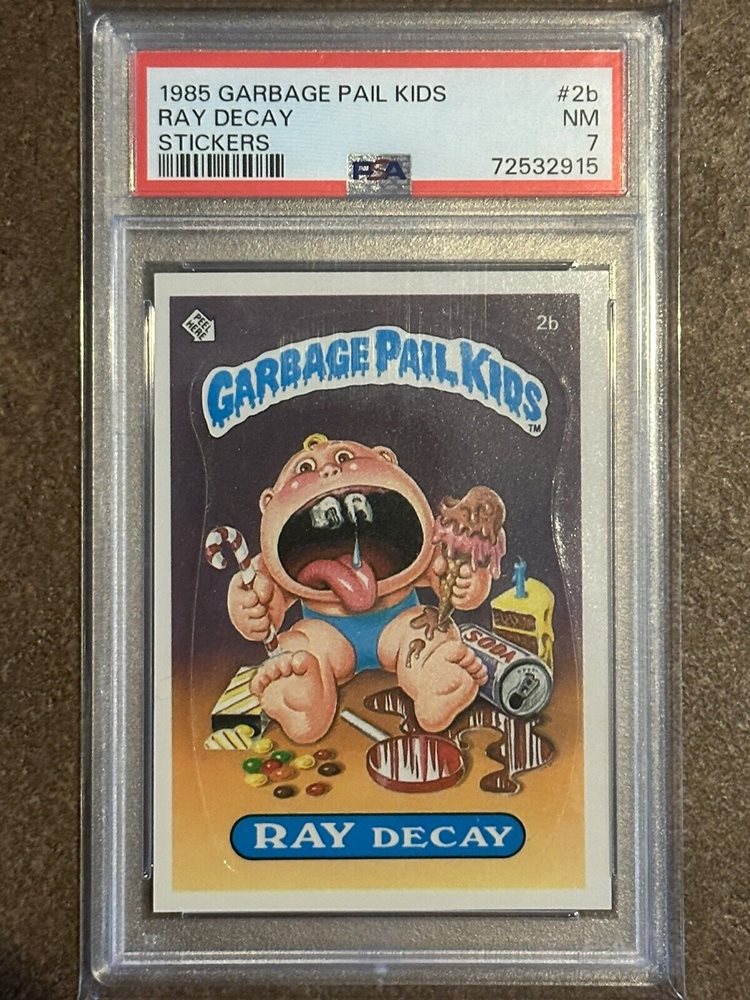 1985 GARBAGE PAIL KIDS #2b
RAY DECAY NM
STICKERS 7
PSA 72532915
PEEL HERE
2b
GARBAGE PAIL KIDS
TM
SODA
RAY DECAY